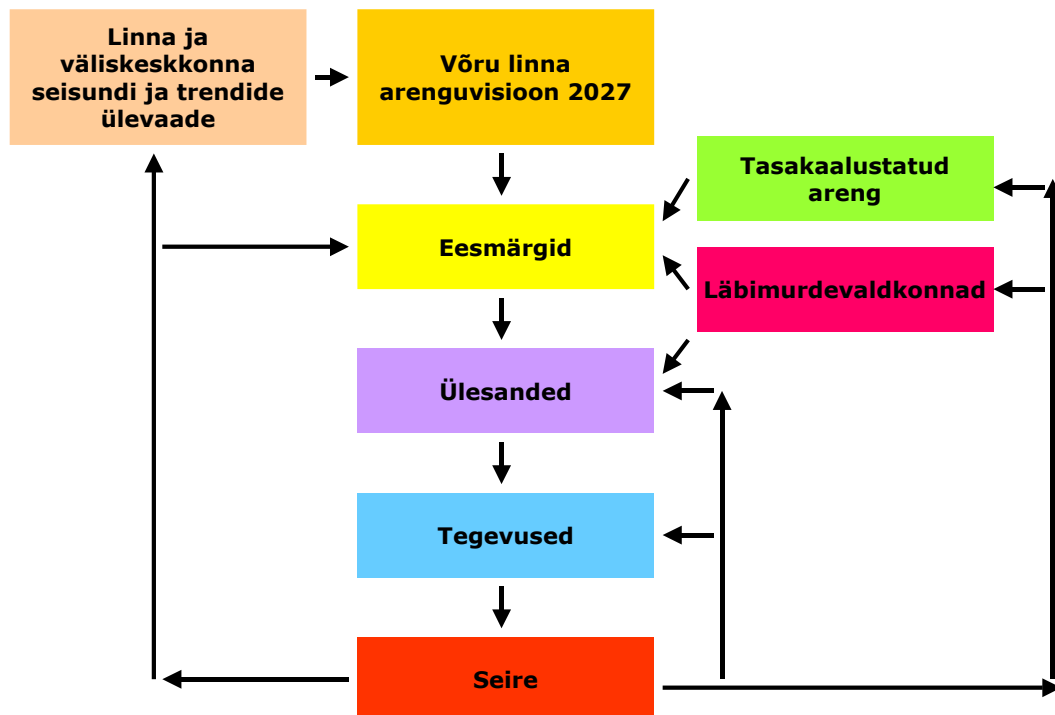 Linna ja
väliskeskkonna
seisundi ja trendide
ülevaade
Võru linna
arenguvisioon 2027
Tasakaalustatud
areng
Eesmärgid
Läbimurdevaldkonnad
Ülesanded
Tegevused
Seire